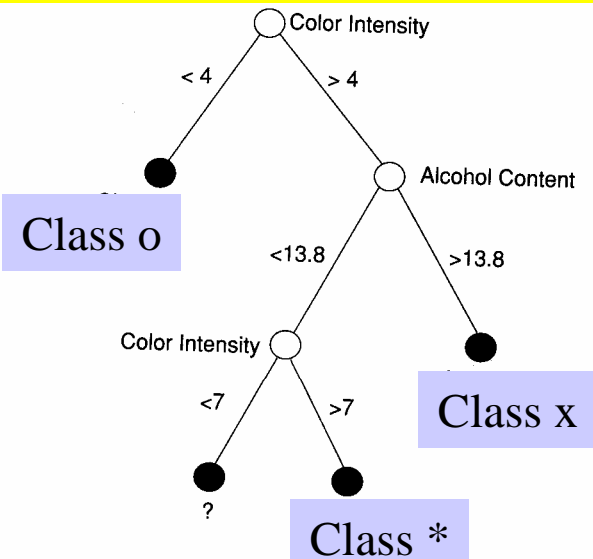 Color Intensity
< 4
> 4
Alcohol Content
Class o
<13.8
>13.8
Color Intensity
<7
>7
Class x
?
Class *